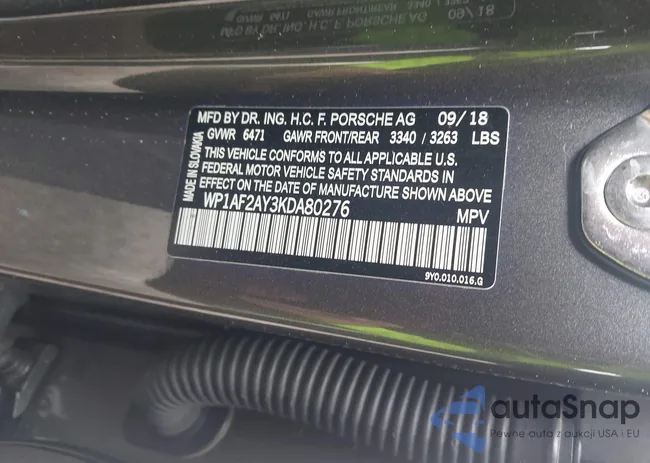 MFD BY DR. ING. H.C. F. PORSCHE AG 09/18
GVWR 6471 GAWR FRONT/REAR 3340 / 3263 LBS
MADE IN SLOVAKIA
THIS VEHICLE CONFORMS TO ALL APPLICABLE U.S.
FEDERAL MOTOR VEHICLE SAFETY STANDARDS IN
EFFECT ON THE DATE OF MANUFACTURE SHOWN ABOVE
WP1AF2AY3KDA80276 MPV
9Y0.010.016.G
autoSnap
Pewne auta z aukcji USA i EU